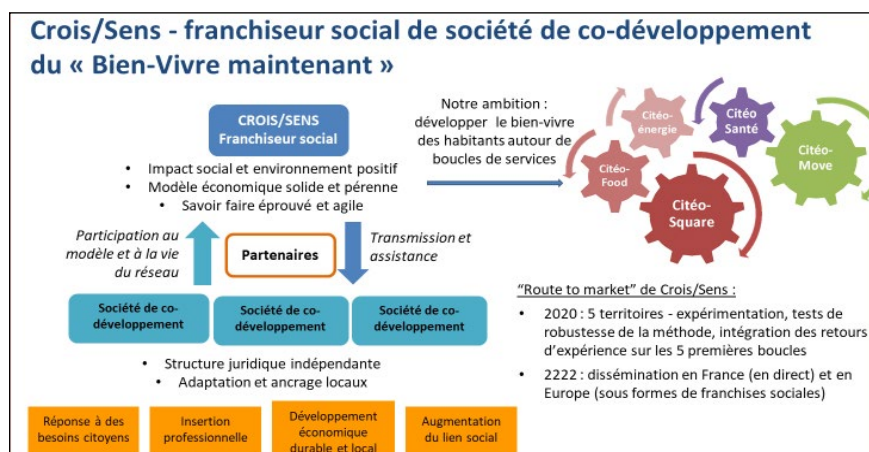 Crois/Sens - franchiseur social de société de co-développement
du « Bien-Vivre maintenant »
CROIS/SENS
Franchiseur social
• Impact social et environnement positif
• Modèle économique solide et pérenne
• Savoir faire éprouvé et agile
Notre ambition :
développer le bien-vivre
des habitants autour de
boucles de services
Citéo-
énergie
Citéo
Santé
Citéo-
Move
Citéo-
Food
Citéo-
Square
Participation au
modèle et à la vie
du réseau
Partenaires
Transmission et
assistance
Société de co-
développement
Société de co-
développement
Société de co-
développement
• Structure juridique indépendante
• Adaptation et ancrage locaux
Réponse à des
besoins citoyens
Insertion
professionnelle
Développement
économique
durable et local
Augmentation
du lien social
“Route to market” de Crois/Sens :
• 2020 : 5 territoires - expérimentation, tests de
robustesse de la méthode, intégration des retours
d’expérience sur les 5 premières boucles
• 2222 : dissémination en France (en direct) et en
Europe (sous formes de franchises sociales)